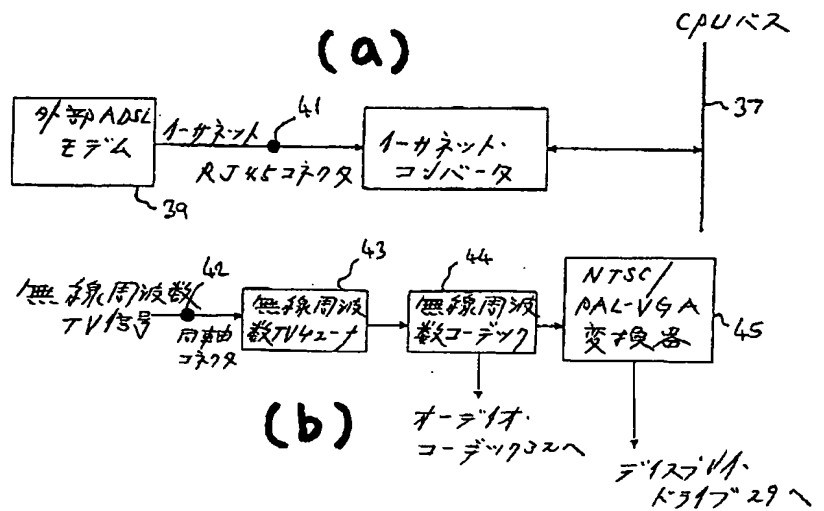 (a)
CPUバス
37
外部ADSL
モデム
39
イーサネット
41
RJ45コネクタ
イーサネット・
コンバータ
無線周波数
TV信号
42
同軸
コネクタ
43
無線周波
数TVチューナ
44
無線周波
数コーデック
NTSC/
PAL-VGA
変換器
45
(b)
オーデイオ・
コーデック32へ
デイスプレイ・
ドライブ29へ